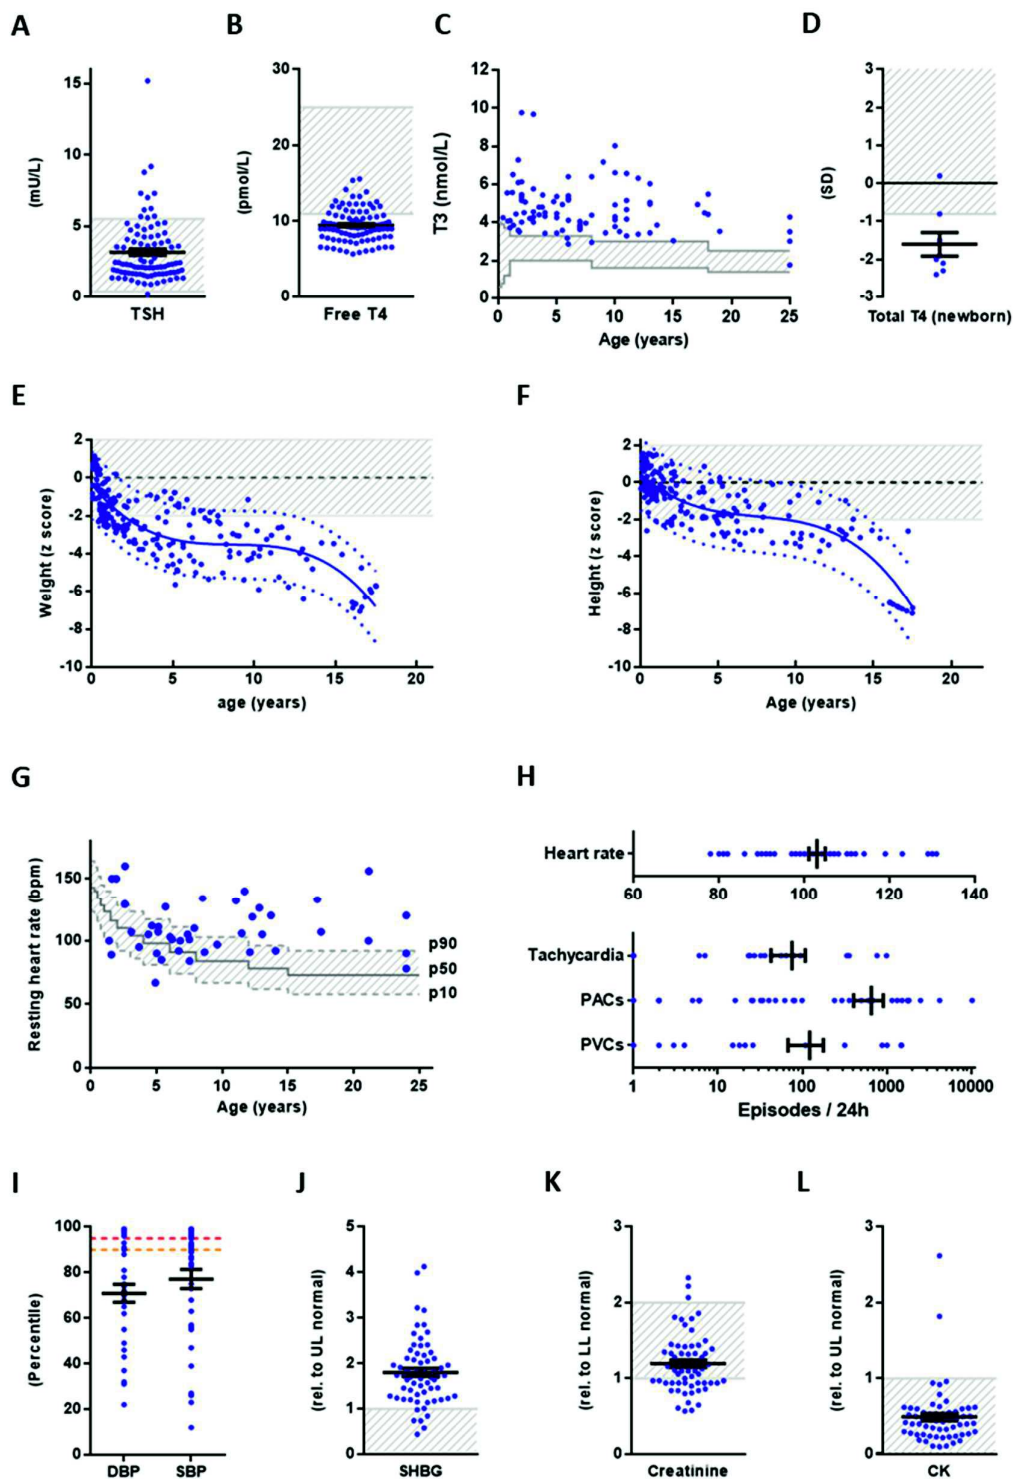 A
B
C
D
15
10
5
0
(mU/L)
TSH
30
20
10
0
(pmol/L)
Free T4
12
10
8
6
4
2
0
T3 (nmol/L)
0 5 10 15 20 25
Age (years)
3
2
1
0
-1
-2
-3
(SD)
Total T4 (newborn)
E
F
2
0
-2
-4
-6
-8
-10
Weight (z score)
0 5 10 15 20
age (years)
2
0
-2
-4
-6
-8
-10
Height (z score)
0 5 10 15 20
Age (years)
G
H
150
100
50
0
Resting heart rate (bpm)
p90
p50
p10
0 5 10 15 20 25
Age (years)
Heart rate
60 80 100 120 140
Tachycardia
PACs
PVCs
1 10 100 1000 10000
Episodes / 24h
I
J
K
L
100
80
60
40
20
0
(Percentile)
DBP SBP
5
4
3
2
1
0
(rel. to UL normal)
SHBG
3
2
1
0
(rel. to LL normal)
Creatinine
3
2
1
0
(rel. to UL normal)
CK